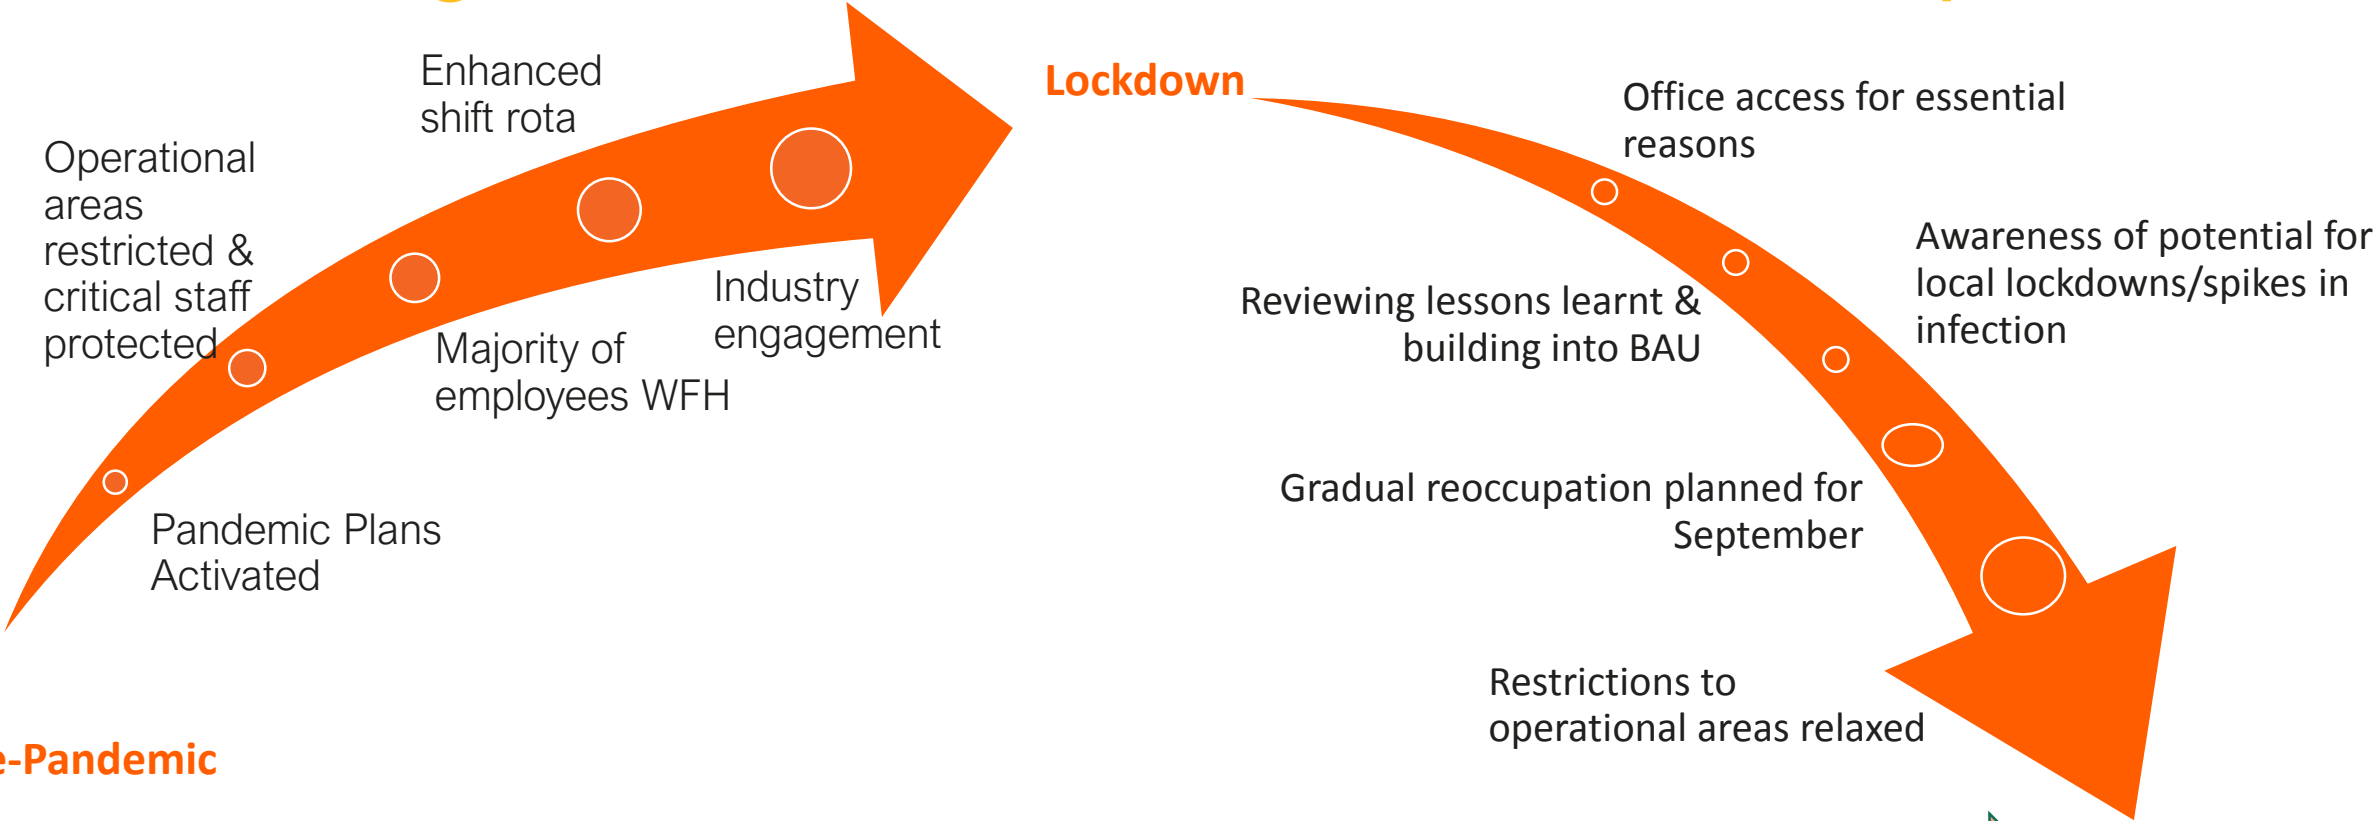 Enhanced
shift rota
Operational
areas
restricted &
critical staff
protected
Industry
engagement
Majority of
employees WFH
Pandemic Plans
Activated
e-Pandemic
Lockdown
Office access for essential
reasons
Awareness of potential for
local lockdowns/spikes in
infection
Reviewing lessons learnt &
building into BAU
Gradual reoccupation planned for
September
Restrictions to
operational areas relaxed